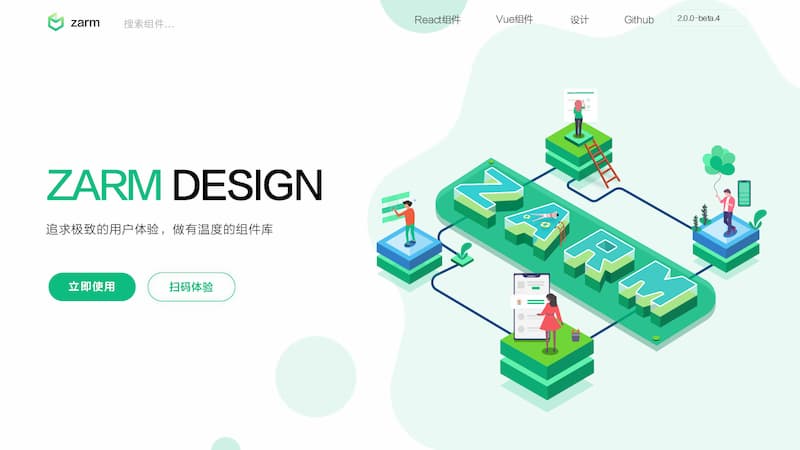 zarm
搜索组件...
React组件
Vue组件
设计
Github
2.0.0-beta.4
ZARM DESIGN
追求极致的用户体验，做有温度的组件库
立即使用
扫码体验
ZARM